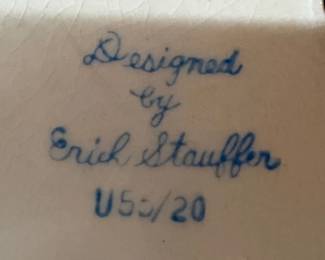 Designed
by
Erich Stauffer